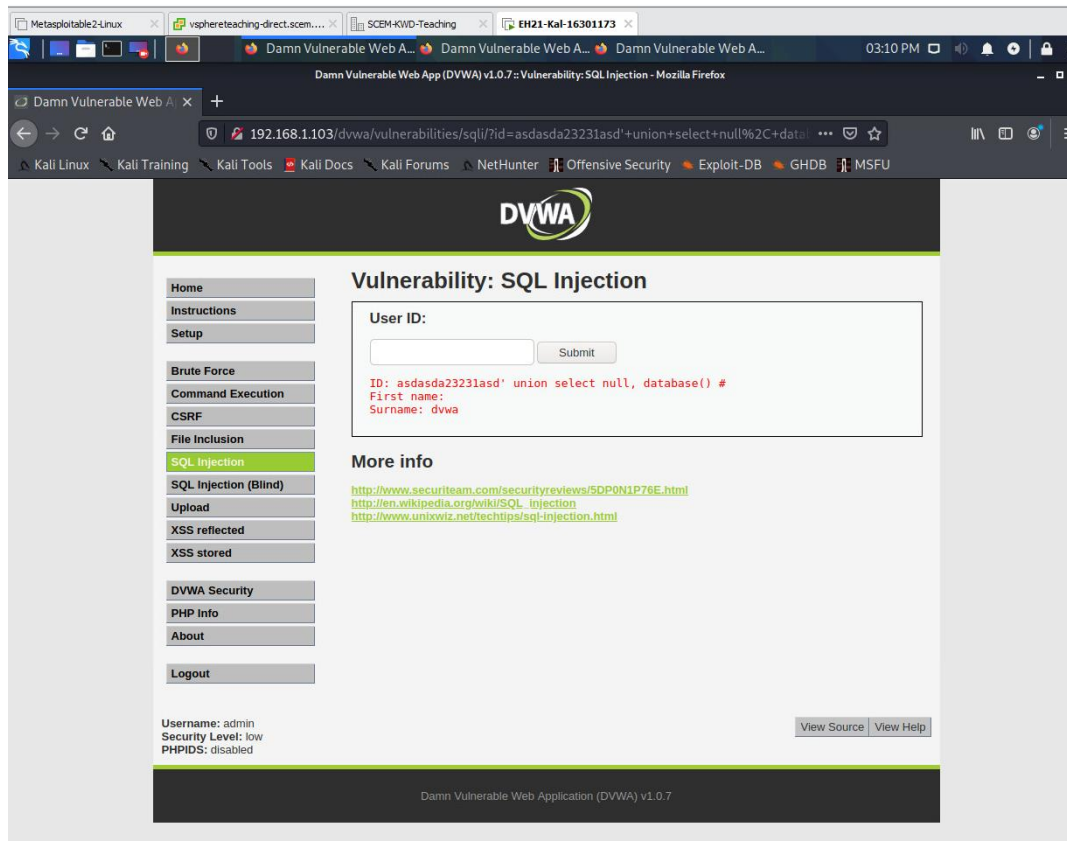 Metasploitable2-Linux
vsphereteaching-direct.scem....
SCEM-KWD-Teaching
EH21-Kal-16301173
Damn Vulnerable Web A...
Damn Vulnerable Web A...
Damn Vulnerable Web A...
03:10 PM
Damn Vulnerable Web App (DVWA) v1.0.7 :: Vulnerability: SQL Injection - Mozilla Firefox
Damn Vulnerable Web A
192.168.1.103/dvwa/vulnerabilities/sqli/?id=asdasda23231asd'+union+select+null%2C+data
Kali Linux
Kali Training
Kali Tools
Kali Docs
Kali Forums
NetHunter
Offensive Security
Exploit-DB
GHDB
MSFU
DVWA
Home
Instructions
Setup
Brute Force
Command Execution
CSRF
File Inclusion
SQL Injection
SQL Injection (Blind)
Upload
XSS reflected
XSS stored
DVWA Security
PHP Info
About
Logout
Vulnerability: SQL Injection
User ID:
Submit
ID: asdasda23231asd' union select null, database() #
First name:
Surname: dvwa
More info
http://www.securiteam.com/securityreviews/5DP0N1P76E.html
http://en.wikipedia.org/wiki/SQL_injection
http://www.unixwiz.net/techtips/sql-injection.html
Username: admin
Security Level: low
PHPIDS: disabled
View Source
View Help
Damn Vulnerable Web Application (DVWA) v1.0.7